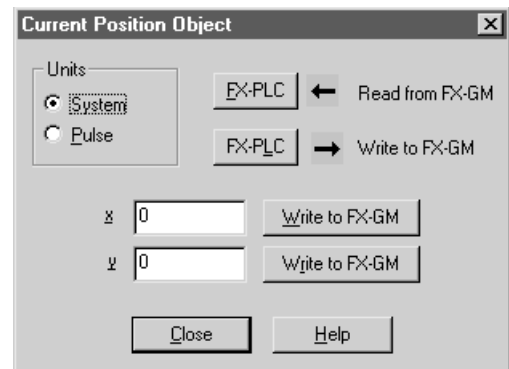 Current Position Object
Units
System
Pulse
FX-PLC
Read from FX-GM
FX-PLC
Write to FX-GM
x 0 Write to FX-GM
y 0 Write to FX-GM
Close Help